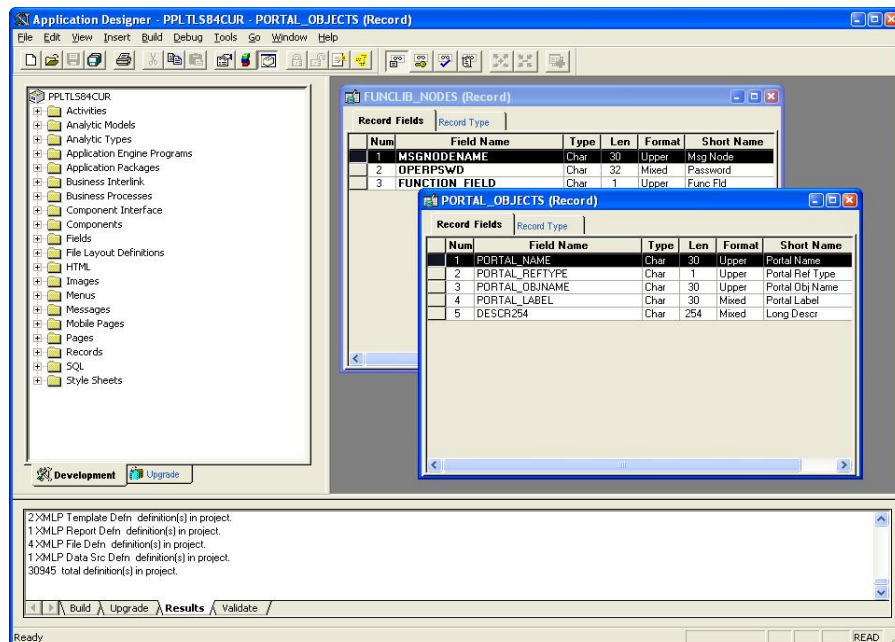 Application Designer - PPLTLS84CUR - PORTAL_OBJECTS (Record)
File Edit View Insert Build Debug Tools Go Window Help
PPLTLS84CUR
Activities
Analytic Models
Analytic Types
Application Engine Programs
Application Packages
Business Interlink
Business Processes
Component Interface
Components
Fields
File Layout Definitions
HTML
Images
Menus
Messages
Mobile Pages
Pages
Records
SQL
Style Sheets
Development Upgrade
FUNCLIB_NODES (Record)
Record Fields Record Type
Num Field Name Type Len Format Short Name
1 MSGNODENAME Char 30 Upper Msg Node
2 OPERPSWD Char 32 Mixed Password
3 FUNCTION_FIELD Char 1 Upper Func Fld
PORTAL_OBJECTS (Record)
Record Fields Record Type
Num Field Name Type Len Format Short Name
1 PORTAL_NAME Char 30 Upper Portal Name
2 PORTAL_REFTYPE Char 1 Upper Portal Ref Type
3 PORTAL_OBJNAME Char 30 Upper Portal Obj Name
4 PORTAL_LABEL Char 30 Mixed Portal Label
5 DESCR254 Char 254 Mixed Long Descr
2 XMLP Template Defn definition(s) in project.
1 XMLP Report Defn definition(s) in project.
4 XMLP File Defn definition(s) in project.
1 XMLP Data Src Defn definition(s) in project.
30945 total definition(s) in project.
Build Upgrade Results Validate
Ready READ